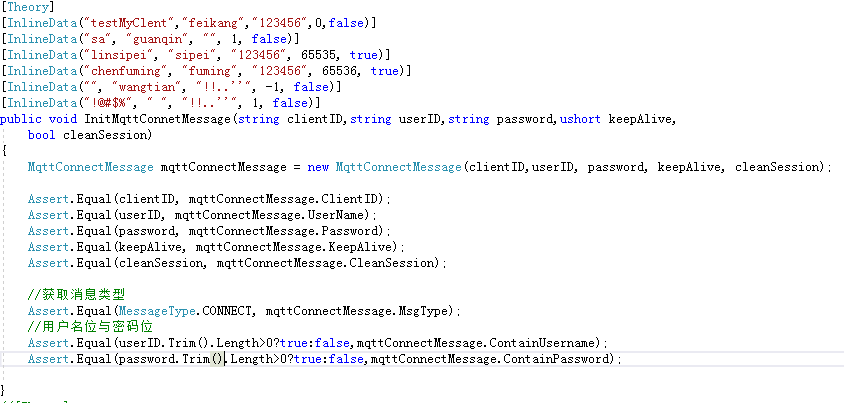 [Theory]
[InlineData("testMyClent","feikang","123456",0,false)]
[InlineData("sa", "guanqin", "", 1, false)]
[InlineData("linsipei", "sipei", "123456", 65535, true)]
[InlineData("chenfuming", "fuming", "123456", 65536, true)]
[InlineData("", "wangtian", "!!..''", -1, false)]
[InlineData("!@#$%", " ", "!!..''", 1, false)]
public void InitMqttConnetMessage(string clientID,string userID,string password,ushort keepAlive,
bool cleanSession)
{
MqttConnectMessage mqttConnectMessage = new MqttConnectMessage(clientID,userID, password, keepAlive, cleanSession);
Assert.Equal(clientID, mqttConnectMessage.ClientID);
Assert.Equal(userID, mqttConnectMessage.UserName);
Assert.Equal(password, mqttConnectMessage.Password);
Assert.Equal(keepAlive, mqttConnectMessage.KeepAlive);
Assert.Equal(cleanSession, mqttConnectMessage.CleanSession);
//获取消息类型
Assert.Equal(MessageType.CONNECT, mqttConnectMessage.MsgType);
//用户名位与密码位
Assert.Equal(userID.Trim().Length>0?true:false,mqttConnectMessage.ContainUsername);
Assert.Equal(password.Trim().Length>0?true:false,mqttConnectMessage.ContainPassword);
}